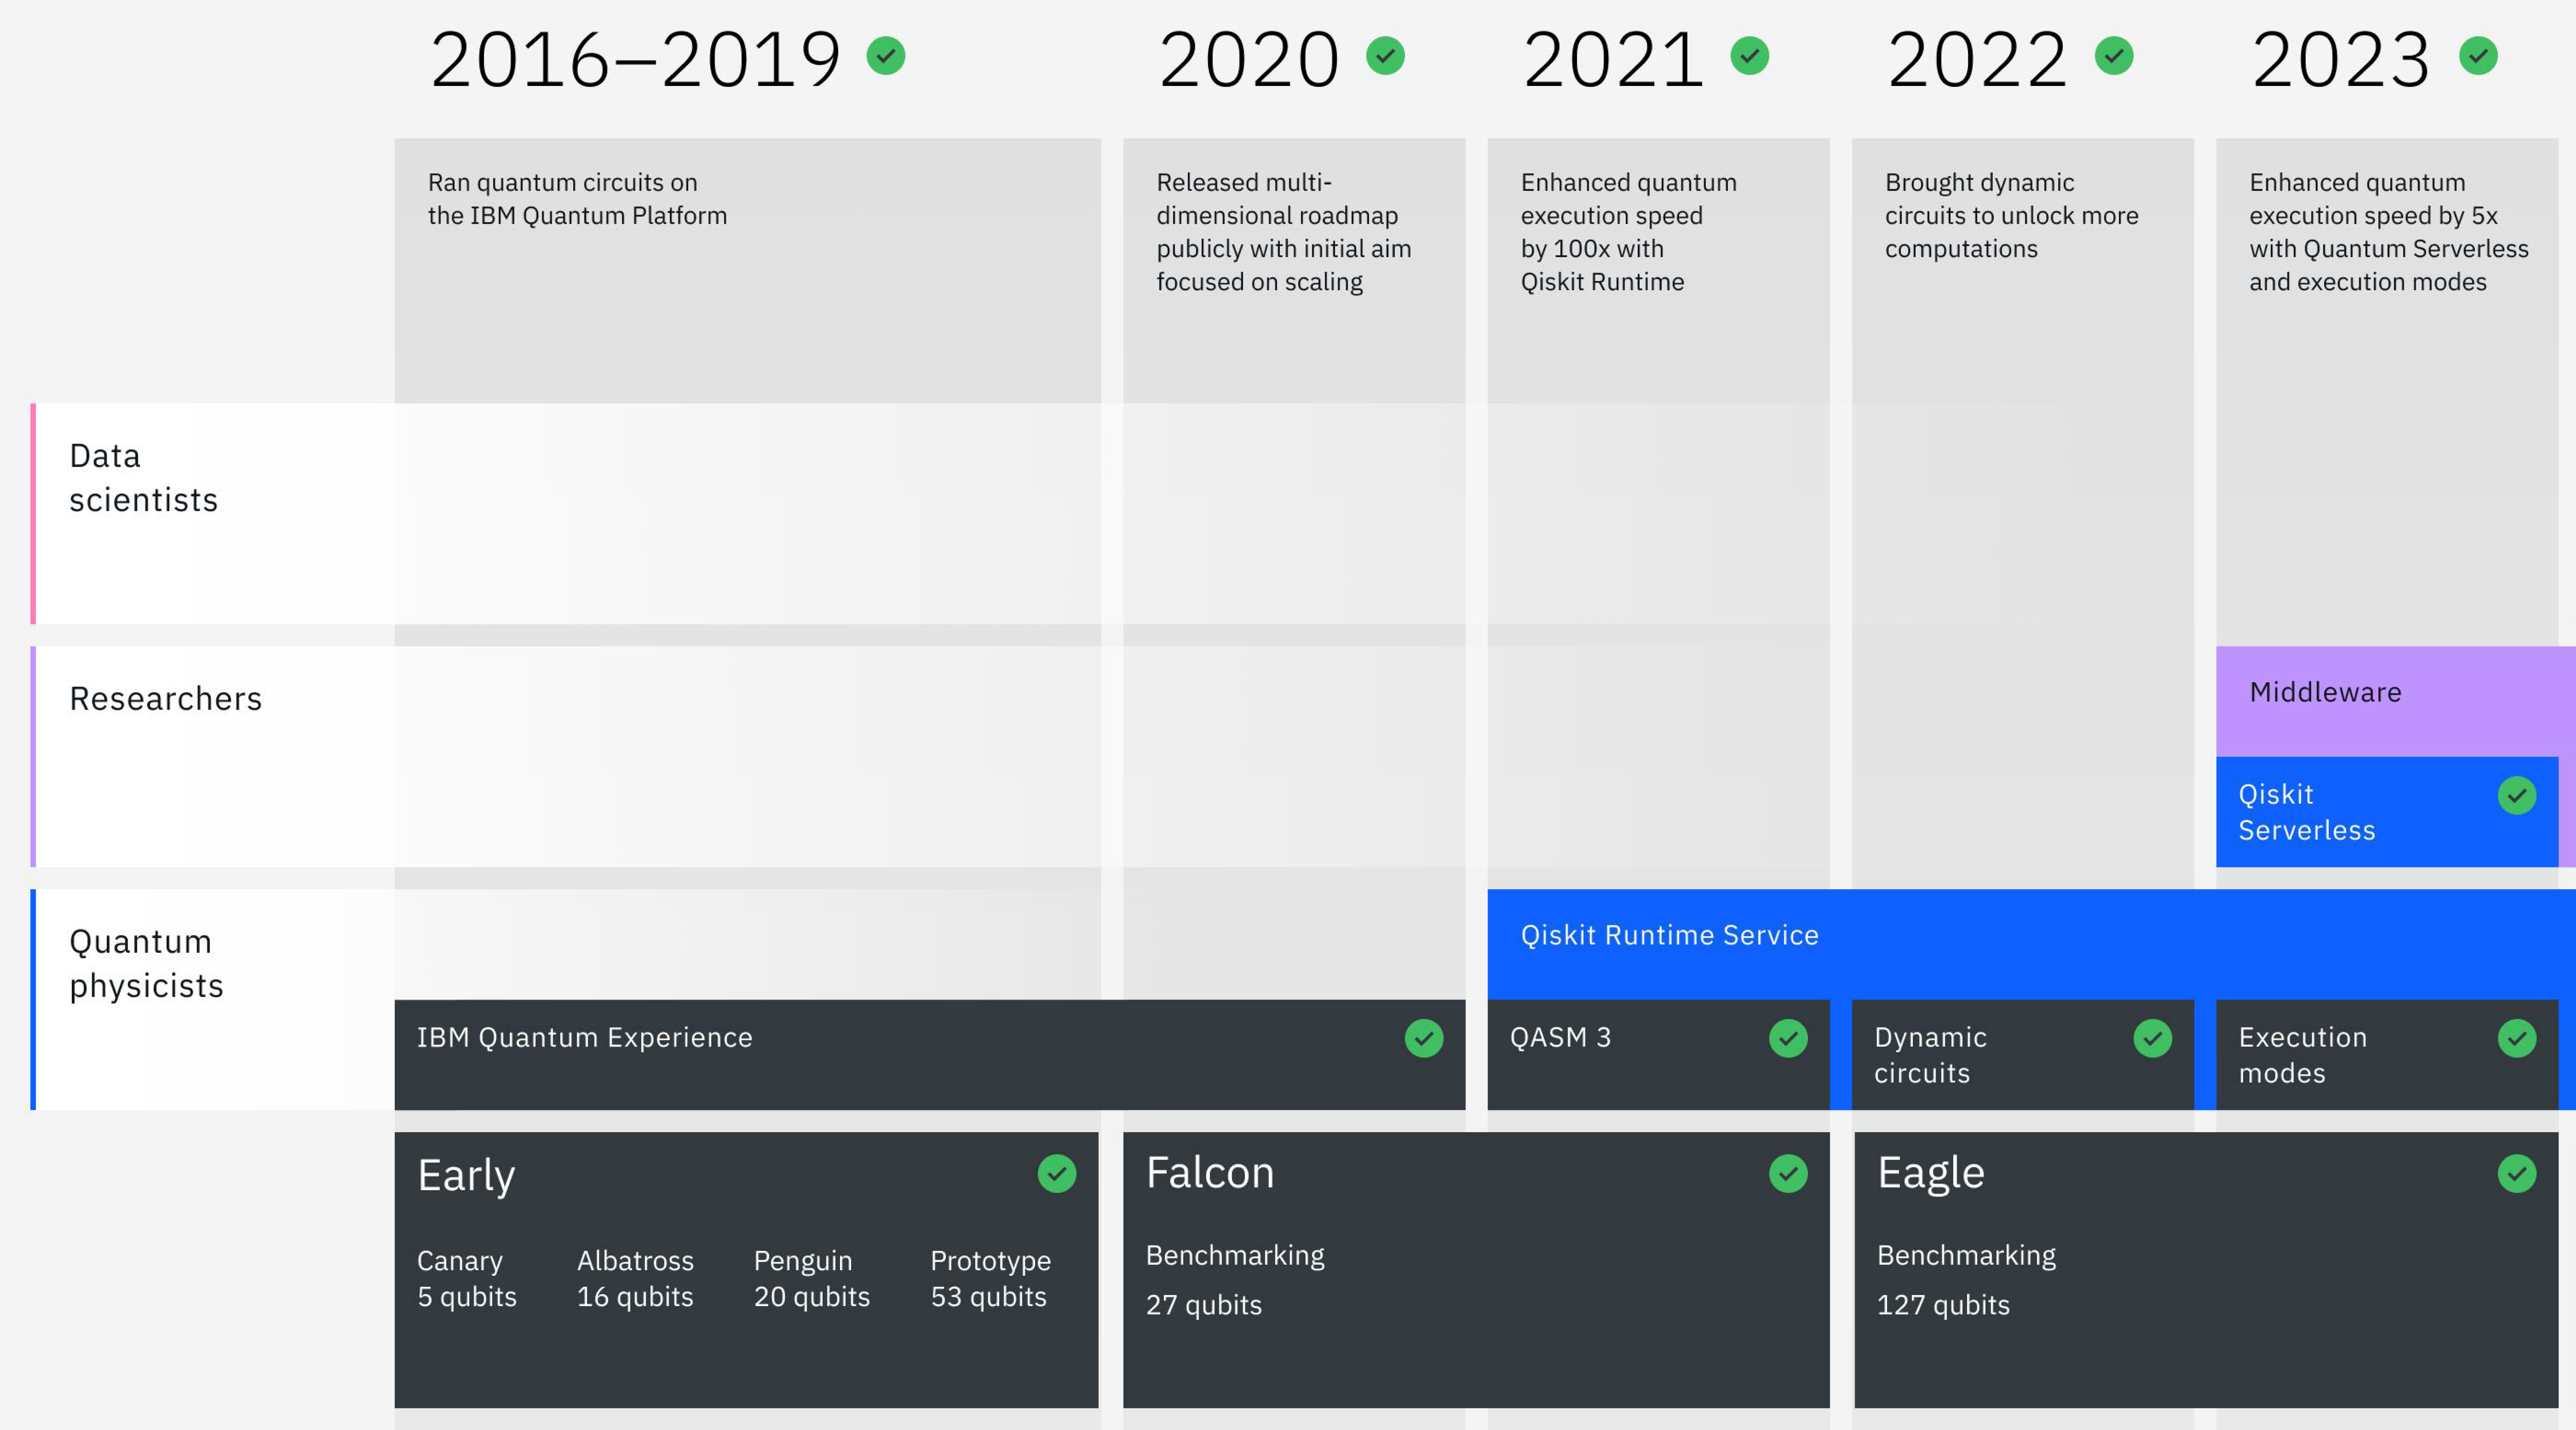 2016–2019
2020
2021
2022
2023
Ran quantum circuits on
the IBM Quantum Platform
Released multi-
dimensional roadmap
publicly with initial aim
focused on scaling
Enhanced quantum
execution speed
by 100x with
Qiskit Runtime
Brought dynamic
circuits to unlock more
computations
Enhanced quantum
execution speed by 5x
with Quantum Serverless
and execution modes
Data
scientists
Researchers
Middleware
Qiskit
Serverless
Quantum
physicists
Qiskit Runtime Service
IBM Quantum Experience
QASM 3
Dynamic
circuits
Execution
modes
Early
Canary
5 qubits
Albatross
16 qubits
Penguin
20 qubits
Prototype
53 qubits
Falcon
Benchmarking
27 qubits
Eagle
Benchmarking
127 qubits